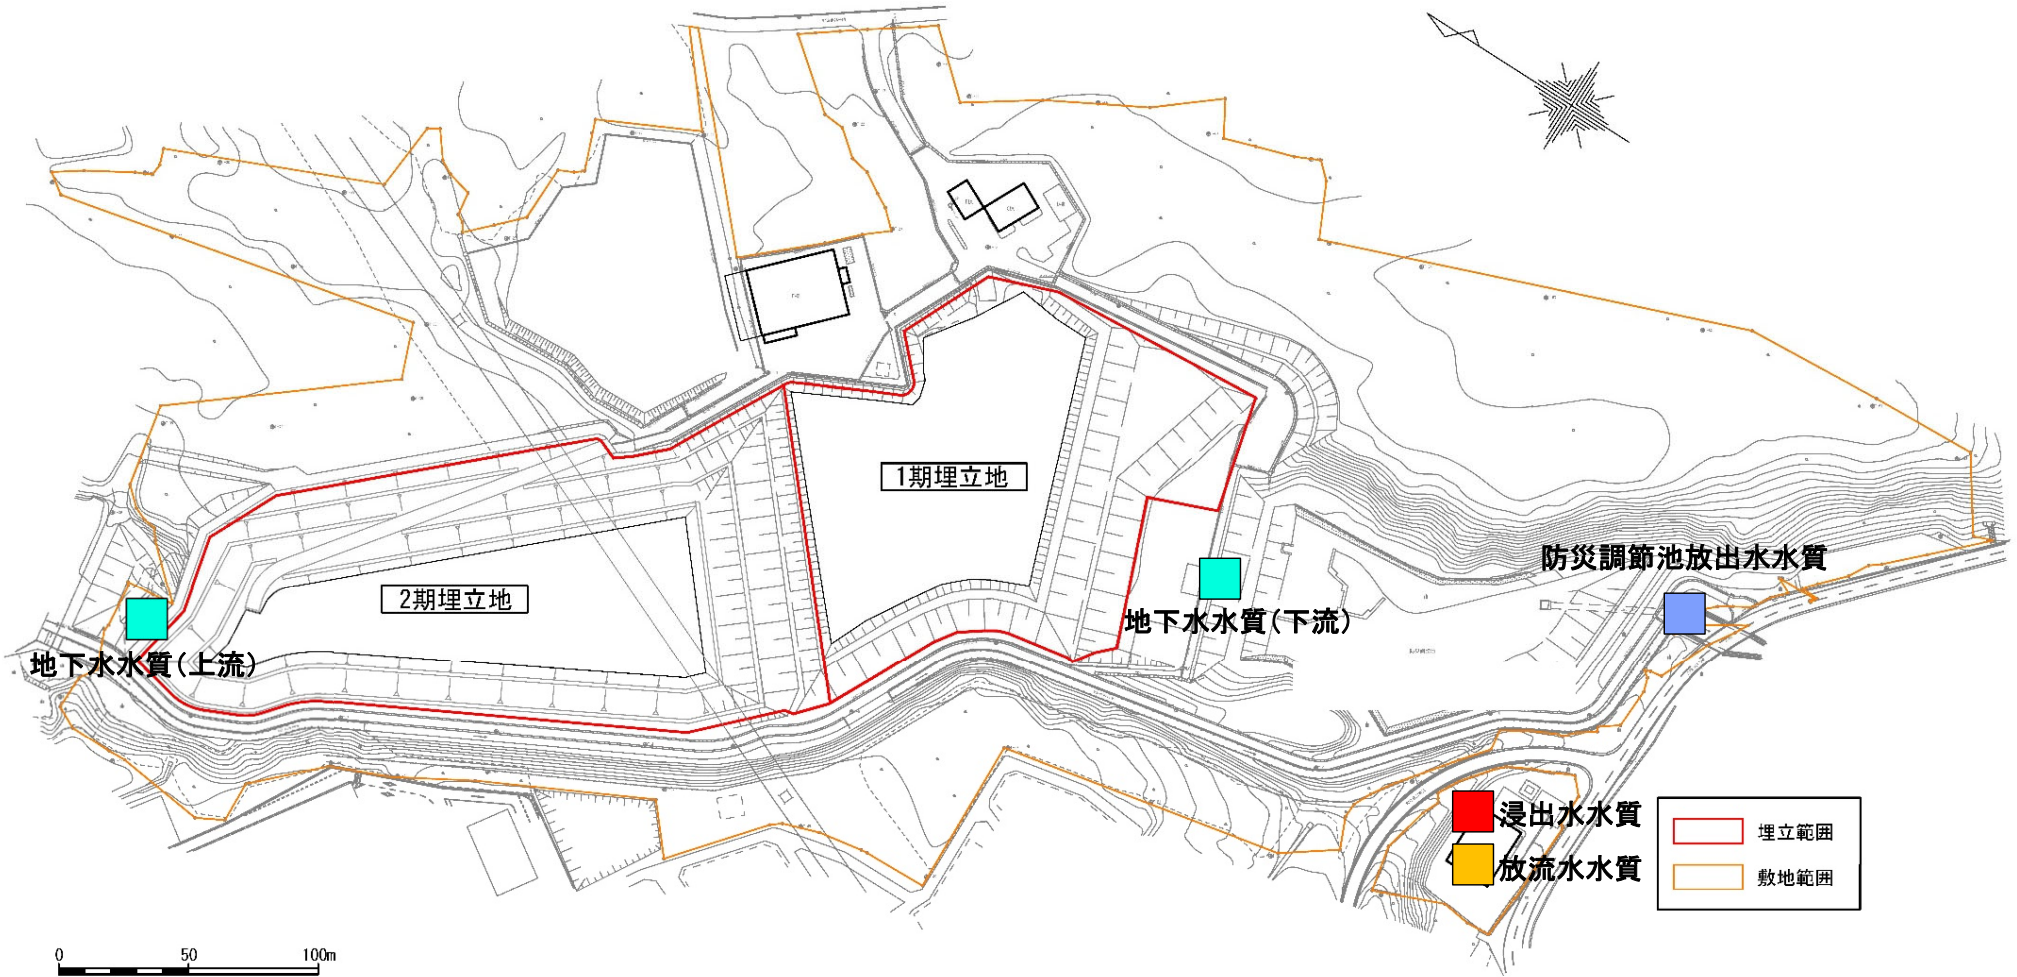 1期埋立地
2期埋立地
防災調節池放出水水質
地下水水質(下流)
地下水水質(上流)
浸出水水質
放流水水質
埋立範囲
敷地範囲
0 50 100m